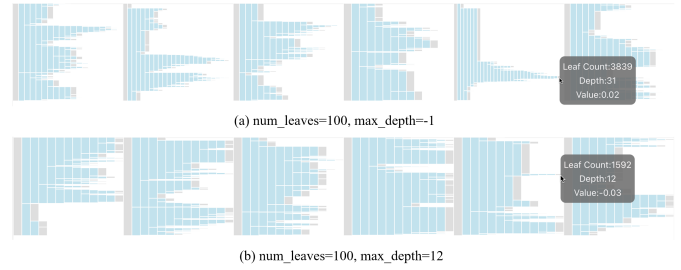 Leaf Count:3839
Depth:31
Value:0.02
(a) num_leaves=100, max_depth=-1
Leaf Count:1592
Depth:12
Value:-0.03
(b) num_leaves=100, max_depth=12